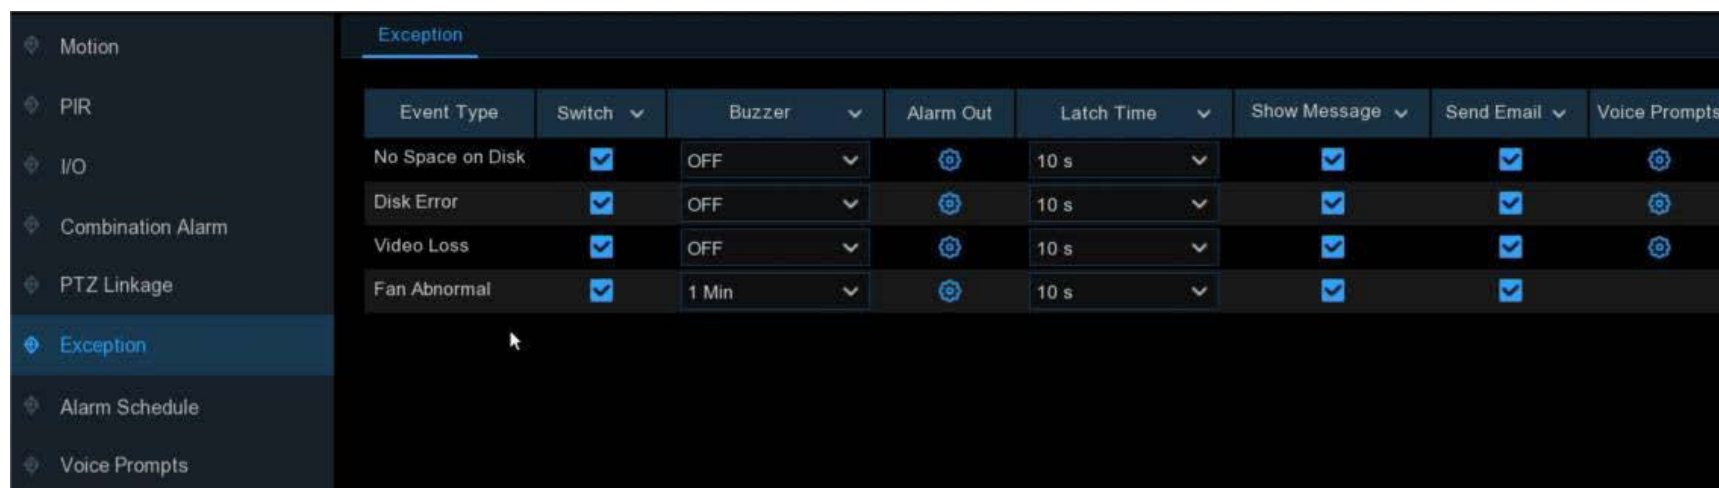 Motion
PIR
I/O
Combination Alarm
PTZ Linkage
Exception
Alarm Schedule
Voice Prompts
Exception
Event Type Switch Buzzer Alarm Out Latch Time Show Message Send Email Voice Prompts
No Space on Disk OFF 10 s
Disk Error OFF 10 s
Video Loss OFF 10 s
Fan Abnormal 1 Min 10 s